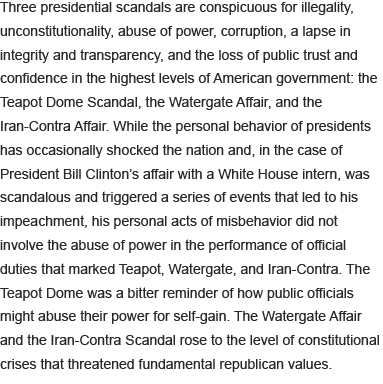 Three presidential scandals are conspicuous for illegality,
unconstitutionality, abuse of power, corruption, a lapse in
integrity and transparency, and the loss of public trust and
confidence in the highest levels of American government: the
Teapot Dome Scandal, the Watergate Affair, and the
Iran-Contra Affair. While the personal behavior of presidents
has occasionally shocked the nation and, in the case of
President Bill Clinton's affair with a White House intern, was
scandalous and triggered a series of events that led to his
impeachment, his personal acts of misbehavior did not
involve the abuse of power in the performance of official
duties that marked Teapot, Watergate, and Iran-Contra. The
Teapot Dome was a bitter reminder of how public officials
might abuse their power for self-gain. The Watergate Affair
and the Iran-Contra Scandal rose to the level of constitutional
crises that threatened fundamental republican values.